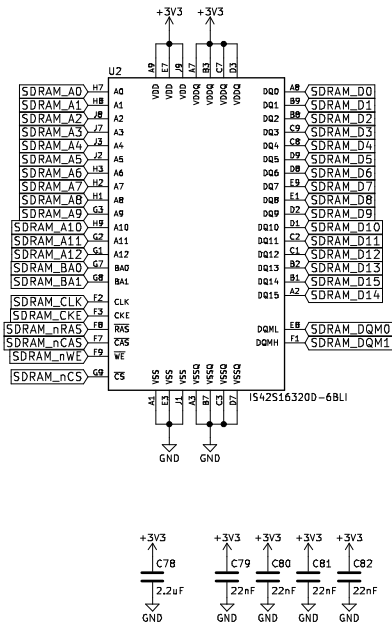 +3V3 +3V3
A9 E7 J9 A7 B3 C7 D3
U2
VDD VDD VDD VDDQ VDDQ VDDQ VDDQ
SDRAM_A0 H7 A0 DQ0 A8 SDRAM_D0
SDRAM_A1 H8 A1 DQ1 B9 SDRAM_D1
SDRAM_A2 J8 A2 DQ2 B8 SDRAM_D2
SDRAM_A3 J7 A3 DQ3 C9 SDRAM_D3
SDRAM_A4 J3 A4 DQ4 C8 SDRAM_D4
SDRAM_A5 J2 A5 DQ5 D9 SDRAM_D5
SDRAM_A6 H3 A6 DQ6 D8 SDRAM_D6
SDRAM_A7 H2 A7 DQ7 E9 SDRAM_D7
SDRAM_A8 H1 A8 DQ8 E1 SDRAM_D8
SDRAM_A9 G3 A9 DQ9 D2 SDRAM_D9
SDRAM_A10 H9 A10 DQ10 D1 SDRAM_D10
SDRAM_A11 G2 A11 DQ11 C2 SDRAM_D11
SDRAM_A12 G1 A12 DQ12 C1 SDRAM_D12
SDRAM_BA0 G7 BA0 DQ13 B2 SDRAM_D13
SDRAM_BA1 G8 BA1 DQ14 B1 SDRAM_D15
DQ15 A2 SDRAM_D14
SDRAM_CLK F2 CLK
SDRAM_CKE F3 CKE
SDRAM_nRAS F8 RAS DQML E8 SDRAM_DQM0
SDRAM_nCAS F7 CAS DQMH F1 SDRAM_DQM1
SDRAM_nWE F9 WE
SDRAM_nCS G9 CS
VSS VSS VSS VSSQ VSSQ VSSQ VSSQ
IS42S16320D-6BLI
A1 E3 J1 A3 B7 C3 D7
GND GND
+3V3 +3V3 +3V3 +3V3 +3V3
C78 C79 C80 C81 C82
2.2uF 22nF 22nF 22nF 22nF
GND GND GND GND GND